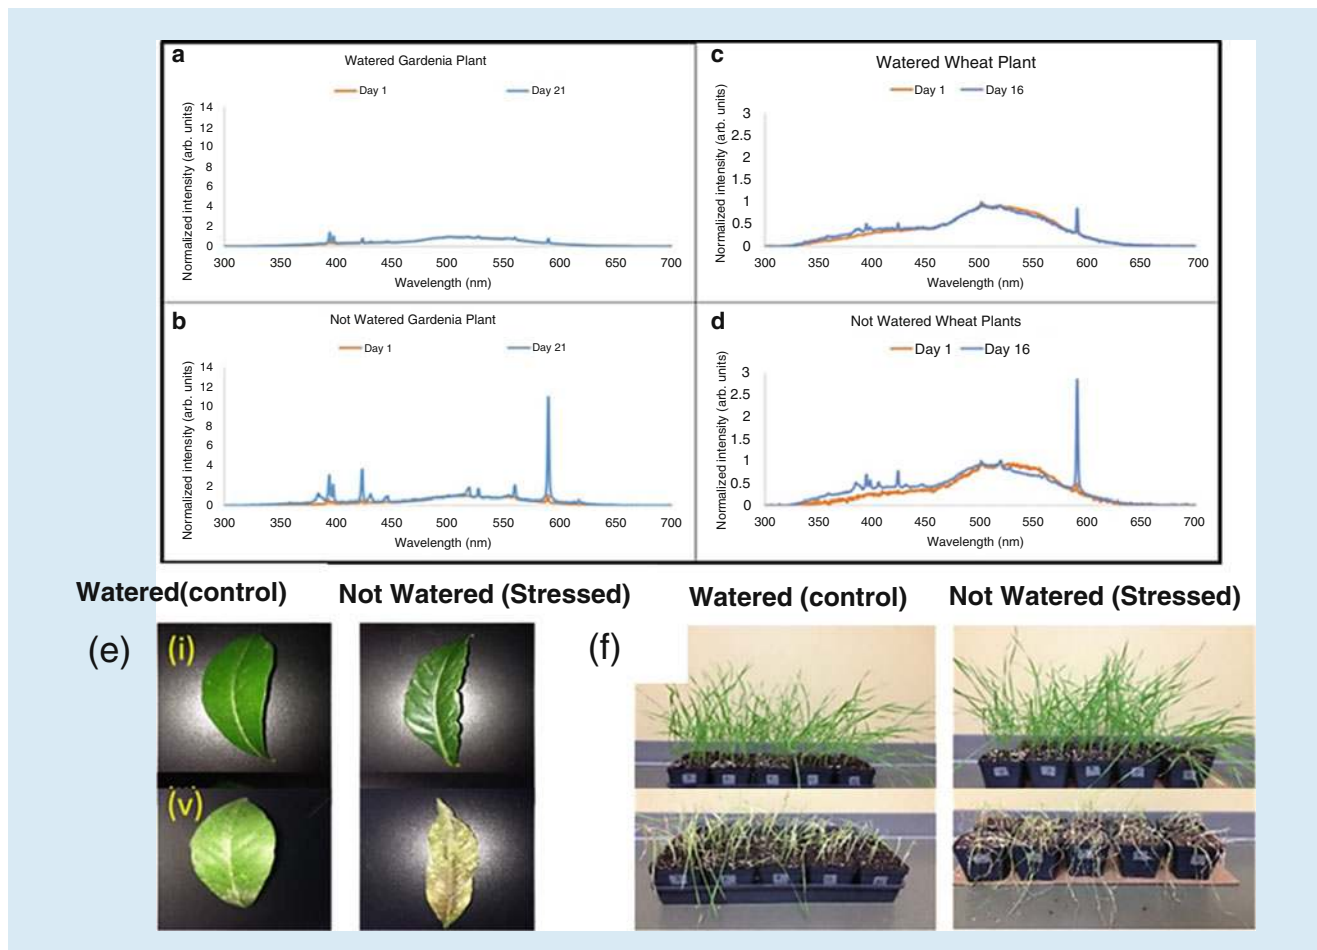 a
Watered Gardenia Plant
Day 1 Day 21
Normalized intensity (arb. units)
14
12
10
8
6
4
2
0
300 350 400 450 500 550 600 650 700
Wavelength (nm)
c
Watered Wheat Plant
Day 1 Day 16
Normalized intensity (arb. units)
3
2.5
2
1.5
1
0.5
0
300 350 400 450 500 550 600 650 700
Wavelength (nm)
b
Not Watered Gardenia Plant
Day 1 Day 21
Normalized intensity (arb. units)
14
12
10
8
6
4
2
0
300 350 400 450 500 550 600 650 700
Wavelength (nm)
d
Not Watered Wheat Plants
Day 1 Day 16
Normalized intensity (arb. units)
3
2.5
2
1.5
1
0.5
0
300 350 400 450 500 550 600 650 700
Wavelength (nm)
Watered(control) Not Watered (Stressed)
(e)
(i)
(v)
Watered (control) Not Watered (Stressed)
(f)